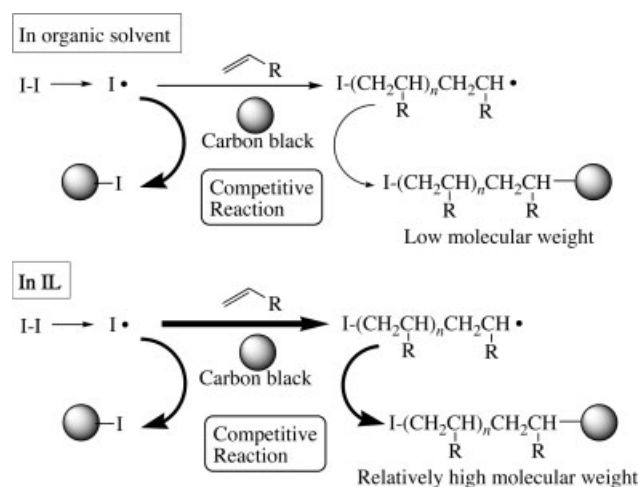 In organic solvent
I-I I• R I-(CH₂CH)ₙCH₂CH•
R R
Carbon black
I
Competitive
Reaction
I-(CH₂CH)ₙCH₂CH
R R
Low molecular weight
In IL
I-I I• R I-(CH₂CH)ₙCH₂CH•
R R
Carbon black
I
Competitive
Reaction
I-(CH₂CH)ₙCH₂CH
R R
Relatively high molecular weight